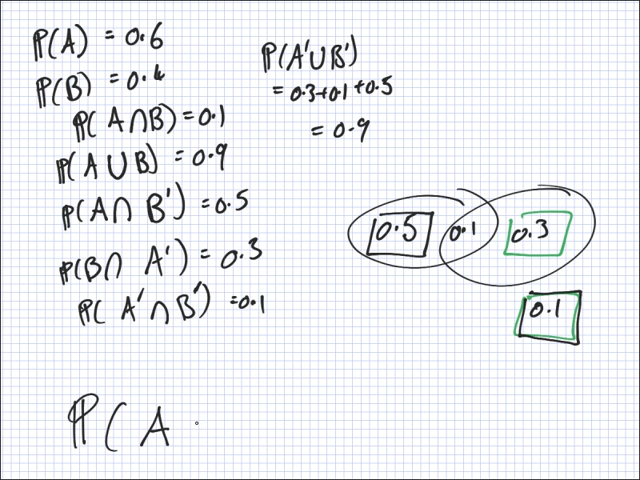 ℙ(A) = 0.6
ℙ(B) = 0.4
ℙ(A∩B) = 0.1
ℙ(A∪B) = 0.9
ℙ(A∩B') = 0.5
ℙ(B∩A') = 0.3
ℙ(A'∩B') = 0.1
ℙ(A
ℙ(A'∪B')
= 0.3+0.1+0.5
= 0.9
0.5 0.1 0.3
0.1